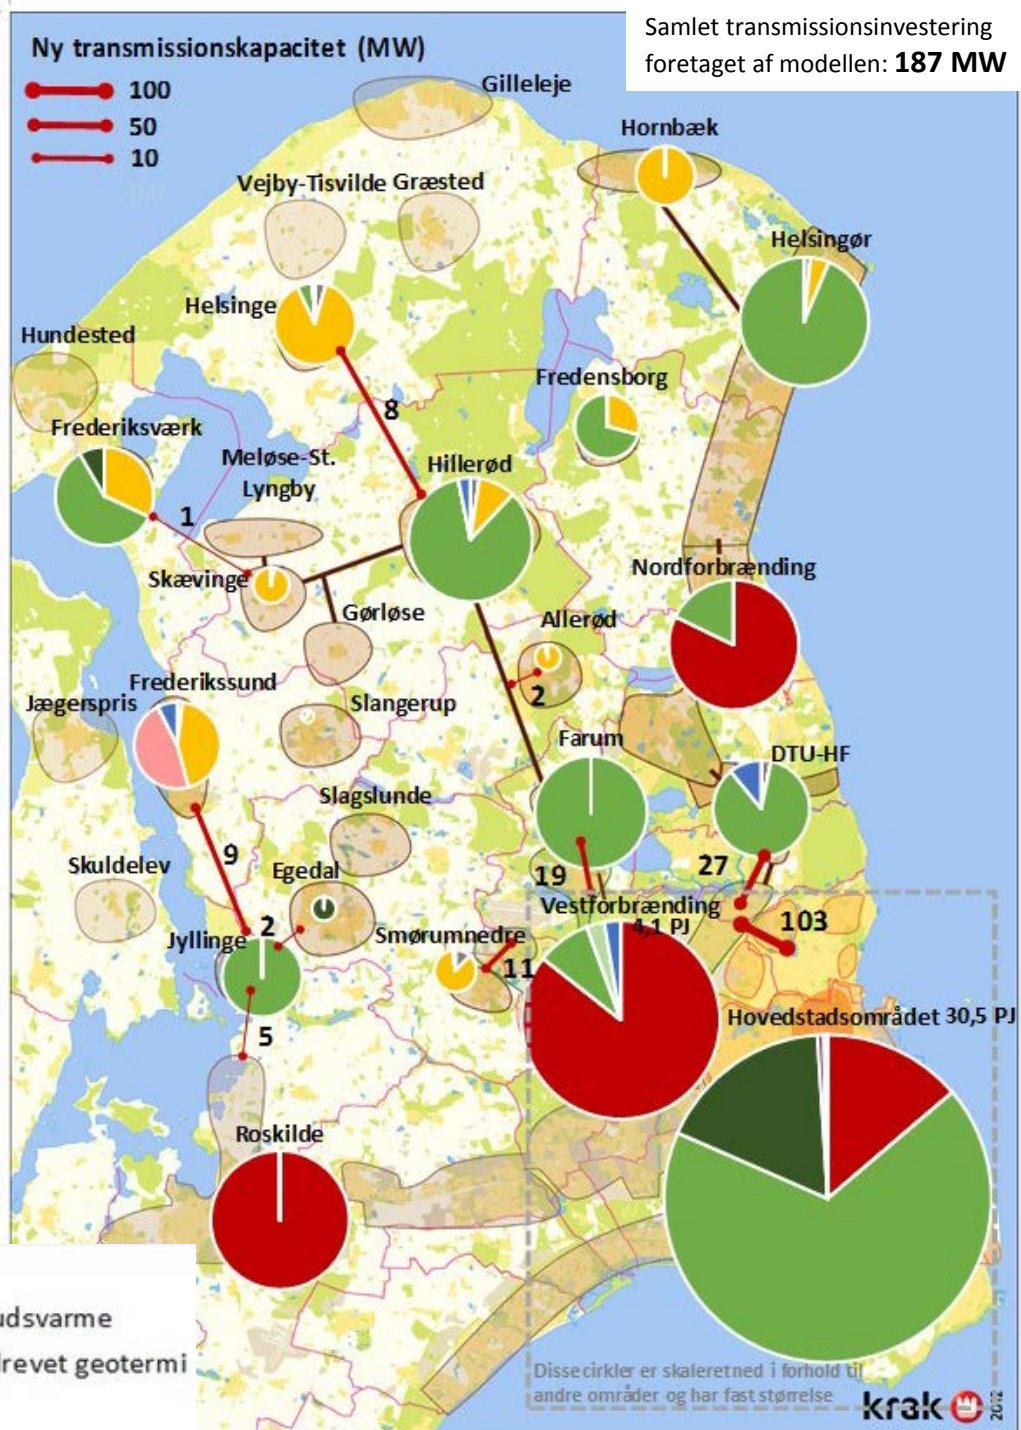 Samlet transmissionsinvestering
foretaget af modellen: 187 MW
Ny transmissionskapacitet (MW)
100
50
10
0,0
Gilleleje
Hornbæk
Vejby-Tisvilde Græsted
Helsingør
Helsinge
Hundested
Fredensborg
8
Frederiksværk
Meløse-St.
Lyngby
Hillerød
1
Skævinge
Nordforbrænding
Gørløse
Allerød
Frederikssund
2
Jægerspris
Slangerup
Farum
DTU-HF
Slagslunde
9
Skuldelev
Egedal
19
27
Vestforbrænding
4,1 PJ
103
2
Jyllinge
Smørumnedre
11
5
Hovedstadsområdet 30,5 PJ
Roskilde
udsvarme
drevet geotermi
Disse cirkler er skaleret ned i forhold til
andre områder og har fast størrelse
krak
2012